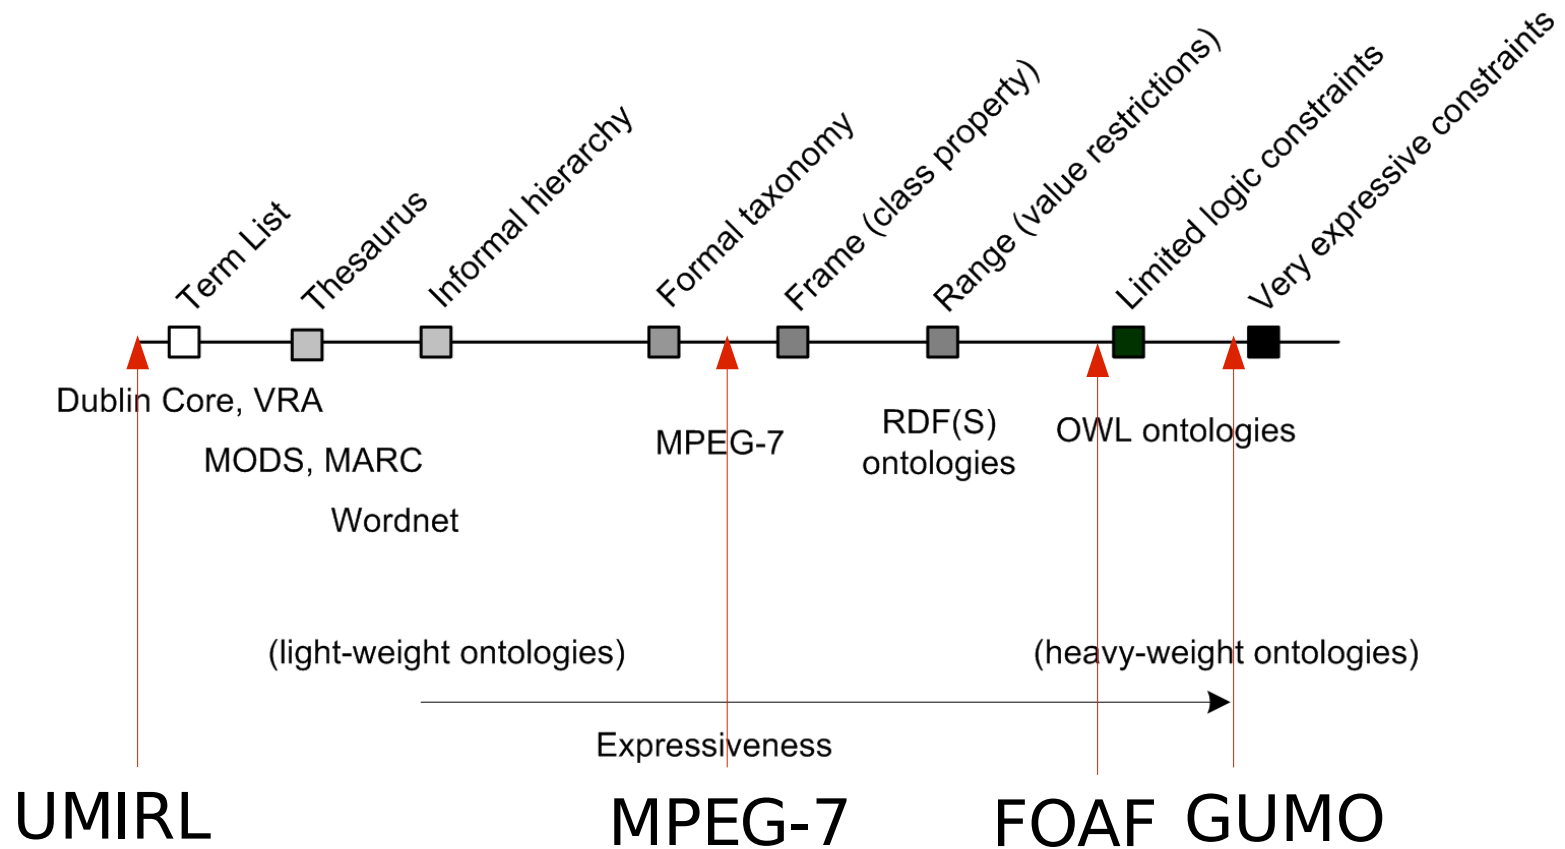 Term List
Thesaurus
Informal hierarchy
Formal taxonomy
Frame (class property)
Range (value restrictions)
Limited logic constraints
Very expressive constraints
Dublin Core, VRA
MODS, MARC
Wordnet
MPEG-7
RDF(S)
ontologies
OWL ontologies
(light-weight ontologies)
(heavy-weight ontologies)
Expressiveness
UMIRL
MPEG-7
FOAF
GUMO